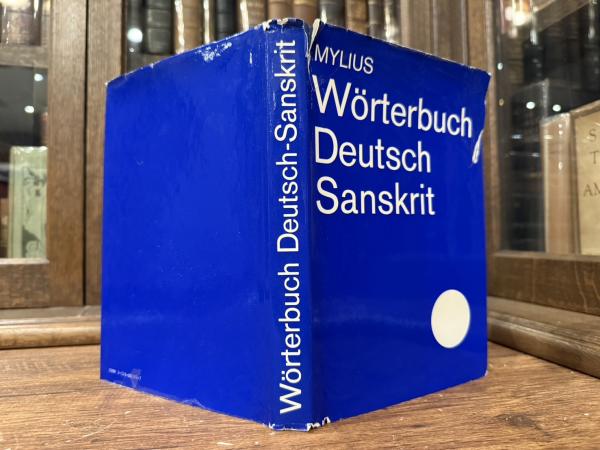 MYLIUS
Wörterbuch
Deutsch
Sanskrit
Wörterbuch Deutsch-Sanskrit